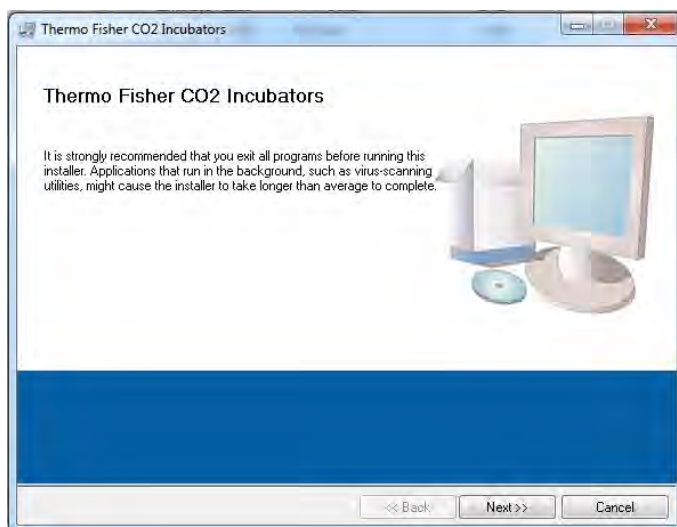 Thermo Fisher CO2 Incubators
Thermo Fisher CO2 Incubators
It is strongly recommended that you exit all programs before running this
installer. Applications that run in the background, such as virus-scanning
utilities, might cause the installer to take longer than average to complete.
<< Back
Next >>
Cancel